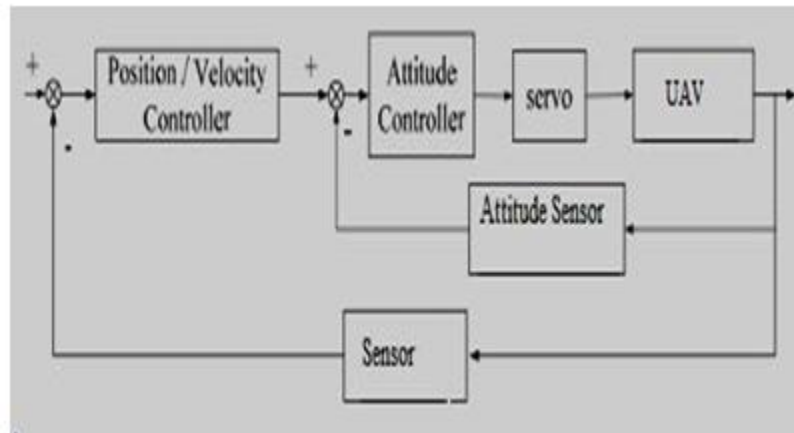 +
Position / Velocity
Controller
+
Attitude
Controller
servo
UAV
-
-
Attitude Sensor
Sensor